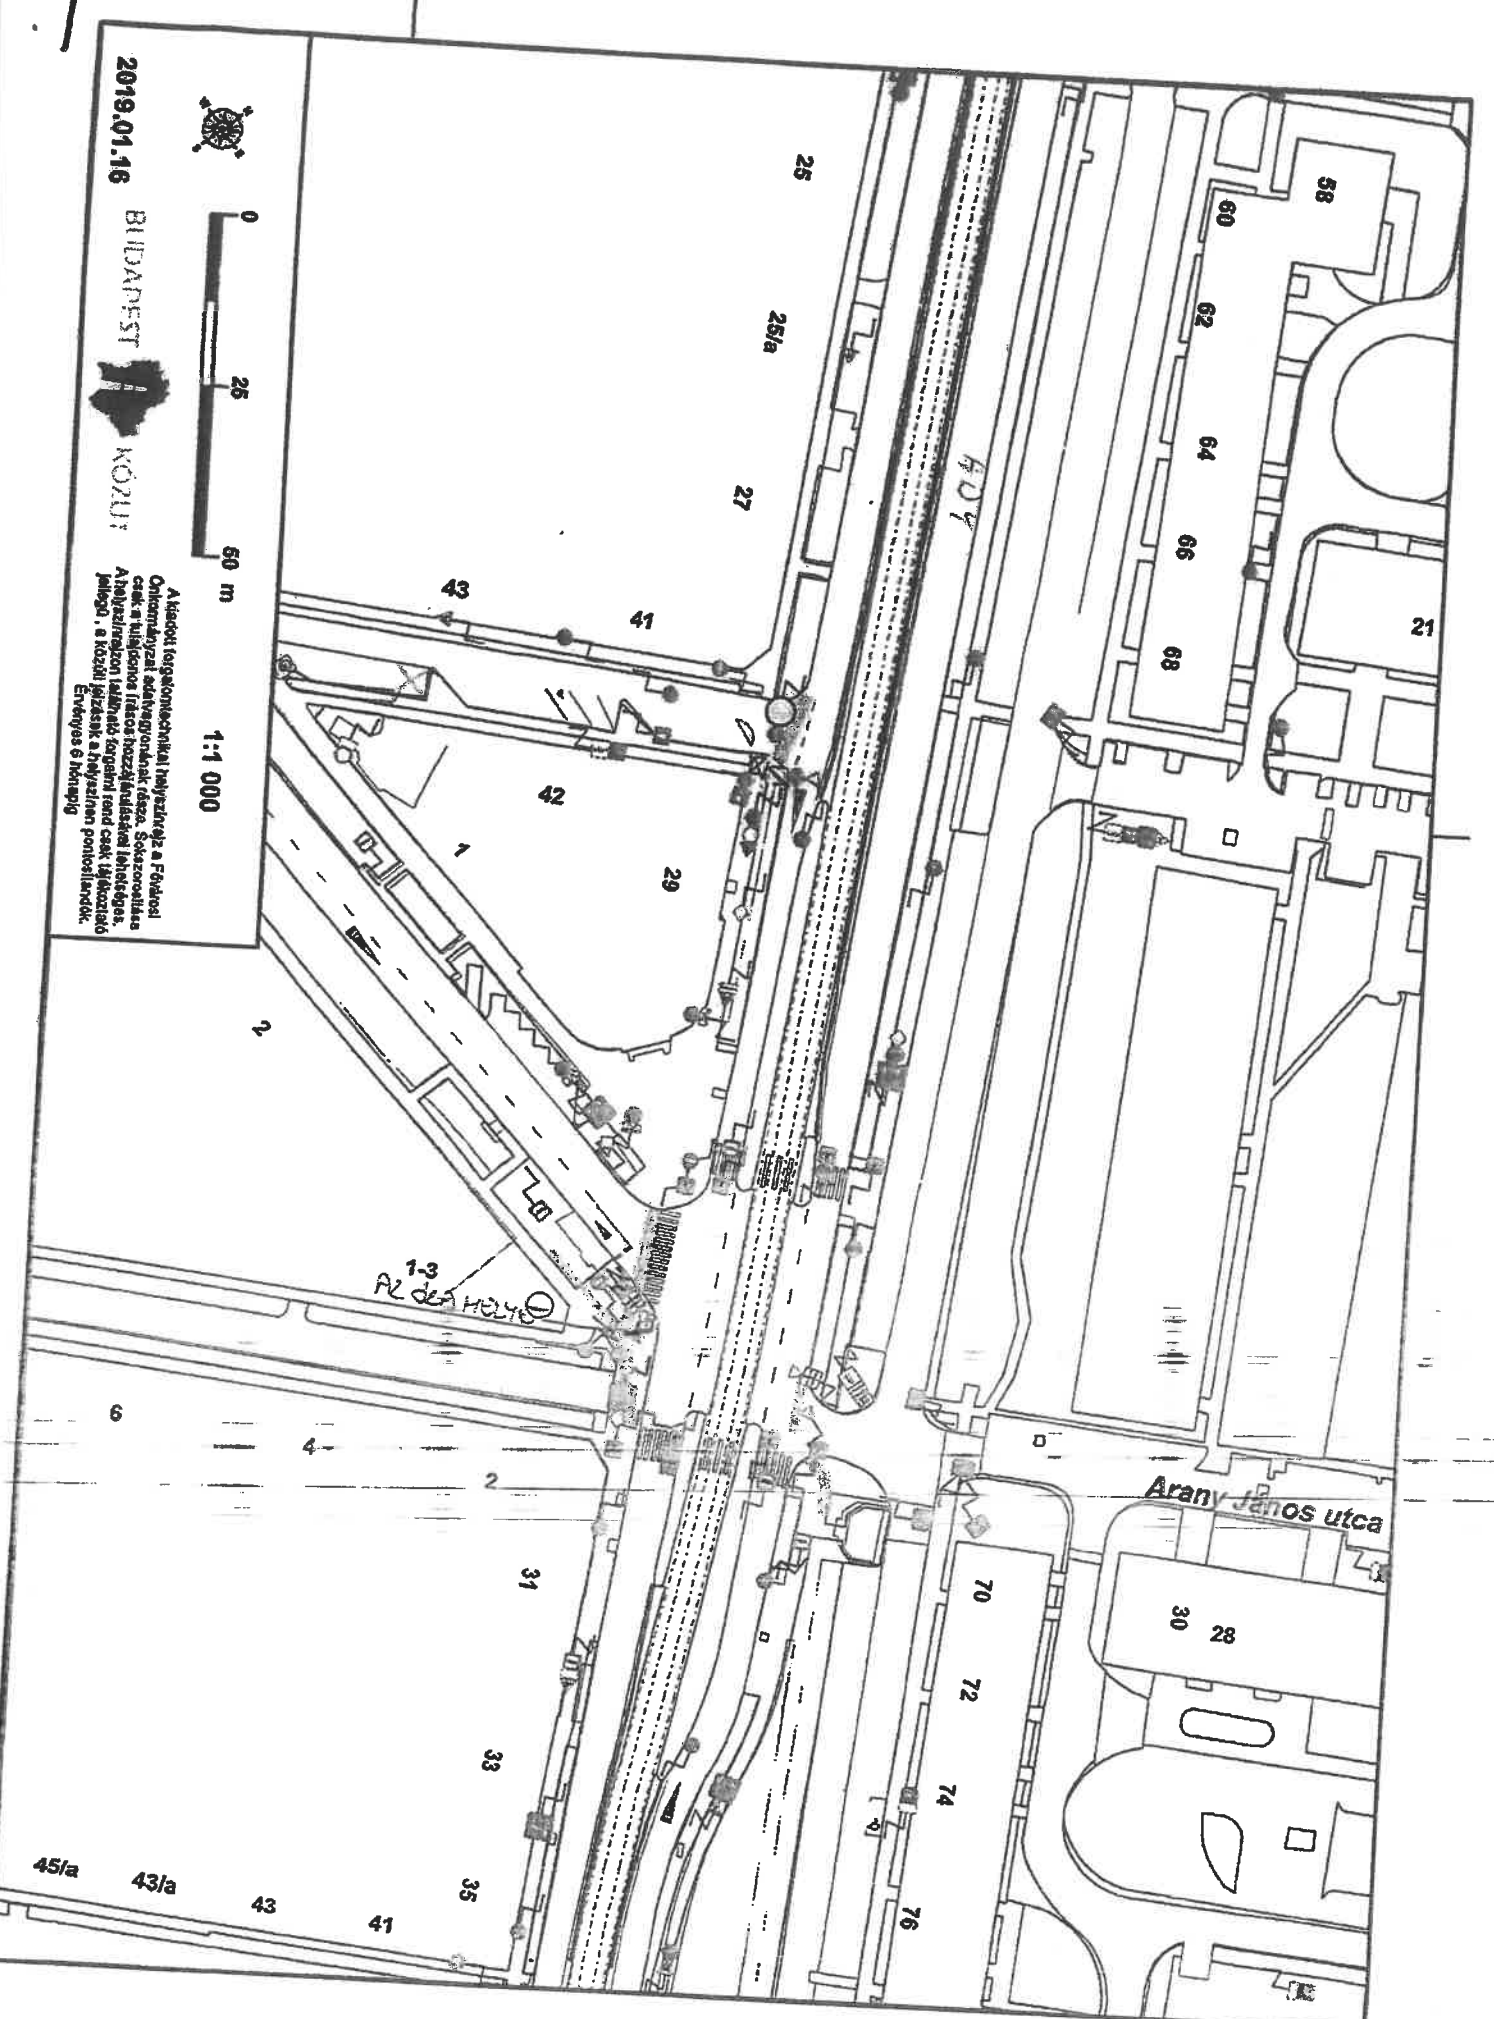 2019.01.16
BUDAPEST KÖZÚT
0 25 50 m
1:1 000
A kiadott forgalomtechnikai helyszínrajz a Fővárosi
Önkormányzat adatvagyonának része. Sokszorosítása
csak a tulajdonos írásos hozzájárulásával lehetséges.
A helyszínrajzon található forgalmi rend csak tájékoztató
jellegű, a közúti jelzések a helyszínen pontosítandók.
Érvényes 6 hónapig
58
60
62
64
66
68
21
25
25/a
27
43
41
42
7
29
2
1-3
6
4
2
Arany János utca
70
72
74
76
30
28
31
33
35
45/a
43/a
43
41